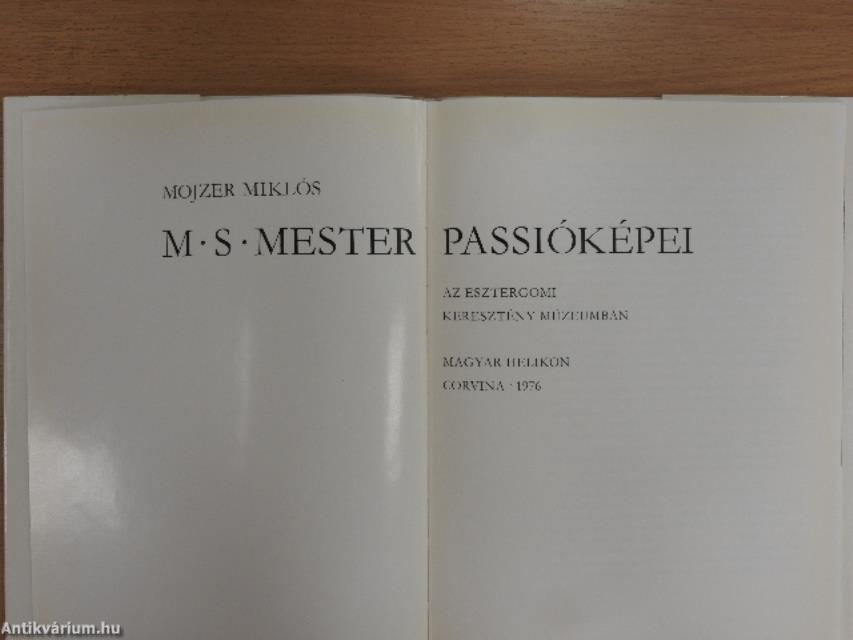 MOJZER MIKLÓS
M · S · MESTER PASSIÓKÉPEI
AZ ESZTERGOMI
KERESZTÉNY MÚZEUMBAN
MAGYAR HELIKON
CORVINA · 1976
Antikvárium.hu